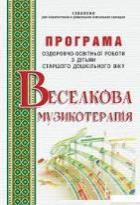 ПРОГРАМА
ОЗДОРОВЧО-ОСВІТНЬОЇ РОБОТИ
З ДІТЬМИ
СТАРШОГО ДОШКІЛЬНОГО ВІКУ
ВЕСЕЛКОВА
МУЗИКОТЕРАПІЯ